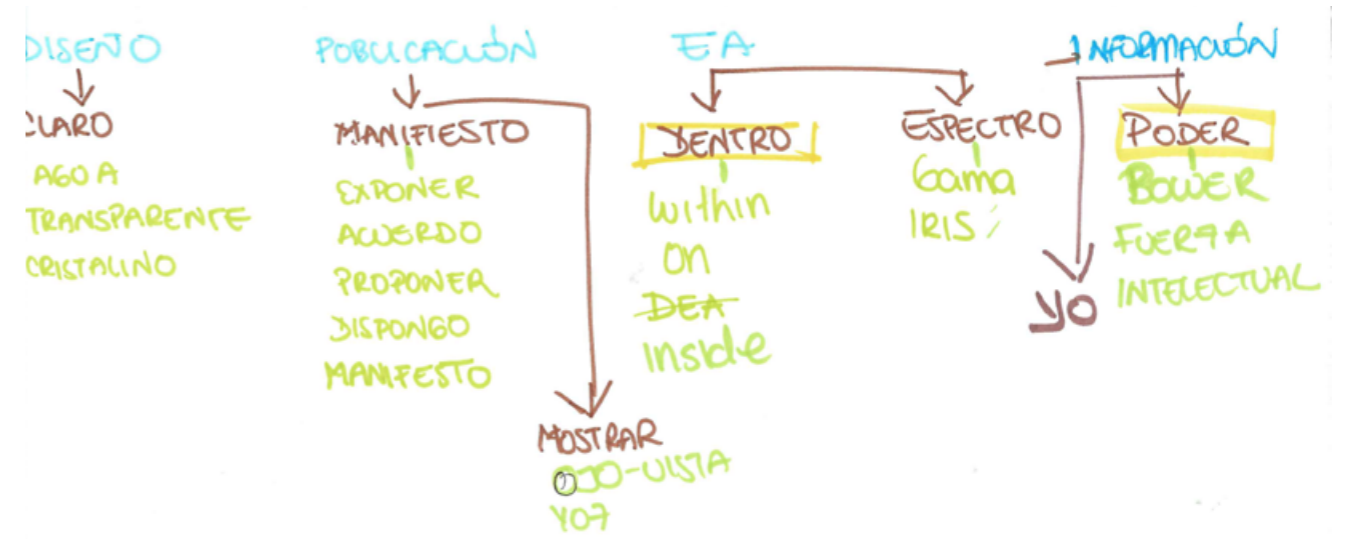 DISEÑO
CLARO
AGUA
TRANSPARENTE
CRISTALINO
PUBLICACIÓN
MANIFIESTO
EXPONER
ACUERDO
PROPONER
DISPONGO
MANIFESTO
MOSTRAR
OJO-VISTA
EA
DENTRO
within
on
DEA
inside
ESPECTRO
Gama
IRIS
INFORMACIÓN
YO
PODER
POWER
FUERZA
INTELECTUAL